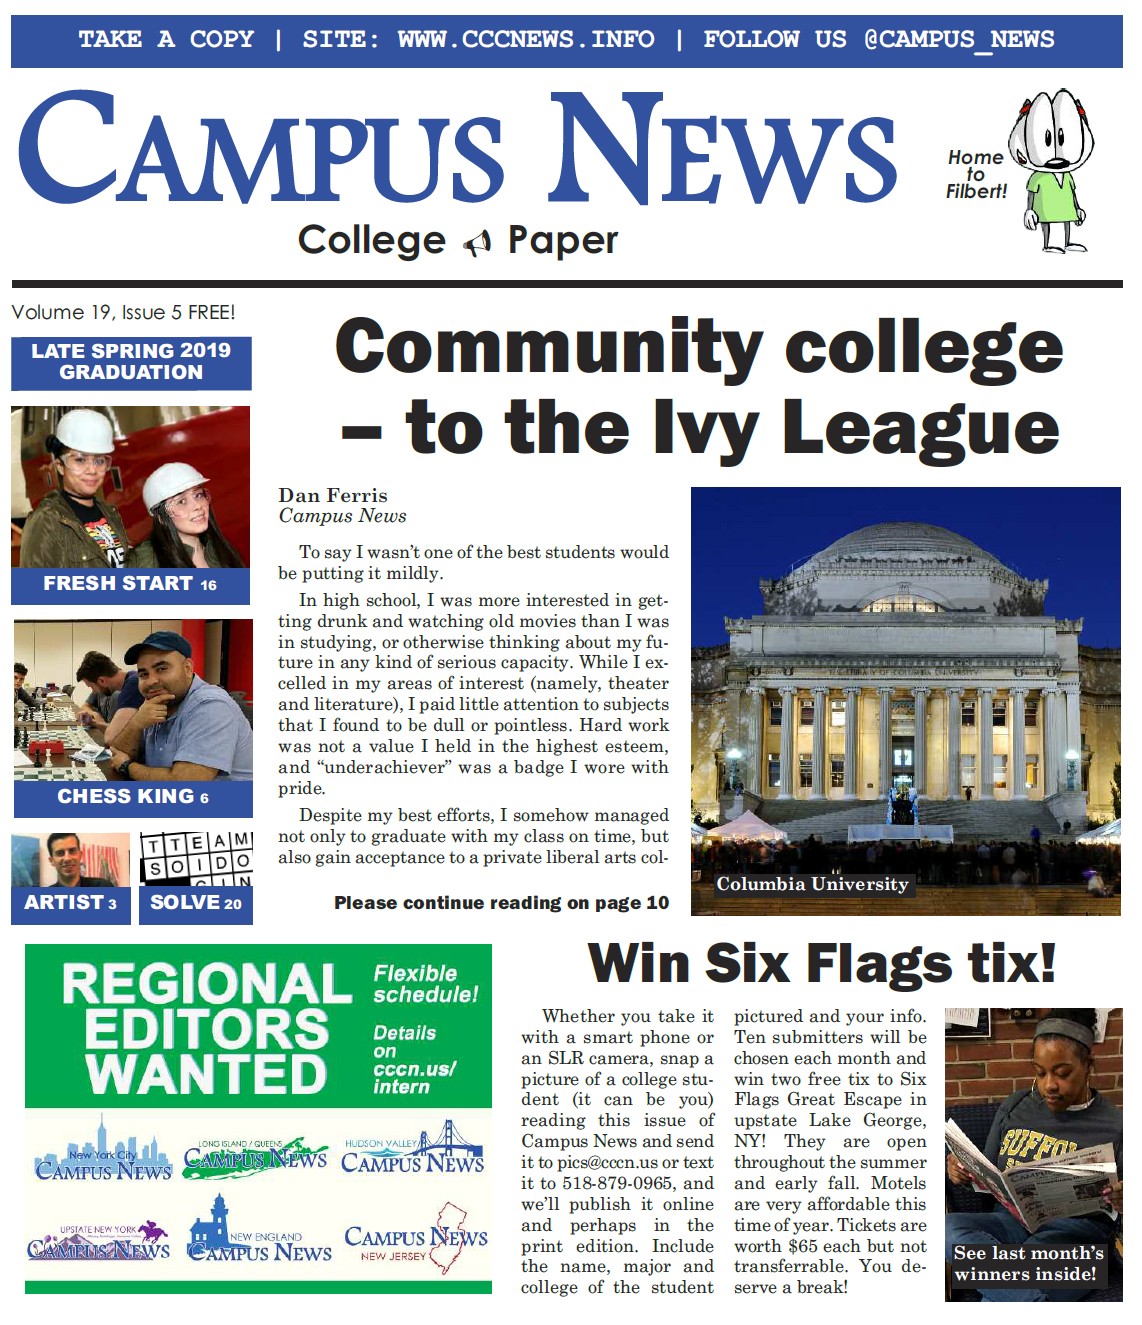 TAKE A COPY | SITE: WWW.CCCNEWS.INFO | FOLLOW US @CAMPUS_NEWS
CAMPUS NEWS
College Paper
Home
to
Filbert!
Volume 19, Issue 5 FREE!
LATE SPRING 2019
GRADUATION
FRESH START 16
CHESS KING 6
TTEAM
SOIDO
CIN
ARTIST 3
SOLVE 20
Community college
– to the Ivy League
Dan Ferris
Campus News
To say I wasn’t one of the best students would
be putting it mildly.
In high school, I was more interested in get-
ting drunk and watching old movies than I was
in studying, or otherwise thinking about my fu-
ture in any kind of serious capacity. While I ex-
celled in my areas of interest (namely, theater
and literature), I paid little attention to subjects
that I found to be dull or pointless. Hard work
was not a value I held in the highest esteem,
and “underachiever” was a badge I wore with
pride.
Despite my best efforts, I somehow managed
not only to graduate with my class on time, but
also gain acceptance to a private liberal arts col-
Please continue reading on page 10
Columbia University
REGIONAL
EDITORS
WANTED
Flexible
schedule!
Details
on
cccn.us/
intern
New York City
CAMPUS NEWS
LONG ISLAND / QUEENS
CAMPUS NEWS
HUDSON VALLEY
CAMPUS NEWS
UPSTATE NEW YORK
CAMPUS NEWS
NEW ENGLAND
CAMPUS NEWS
CAMPUS NEWS
NEW JERSEY
Win Six Flags tix!
Whether you take it
with a smart phone or
an SLR camera, snap a
picture of a college stu-
dent (it can be you)
reading this issue of
Campus News and send
it to pics@ccn.us or text
it to 518-879-0965, and
we’ll publish it online
and perhaps in the
print edition. Include
the name, major and
college of the student
pictured and your info.
Ten submitters will be
chosen each month and
win two free tix to Six
Flags Great Escape in
upstate Lake George,
NY! They are open
throughout the summer
and early fall. Motels
are very affordable this
time of year. Tickets are
worth $65 each but not
transferrable. You de-
serve a break!
SUFFOL
See last month’s
winners inside!